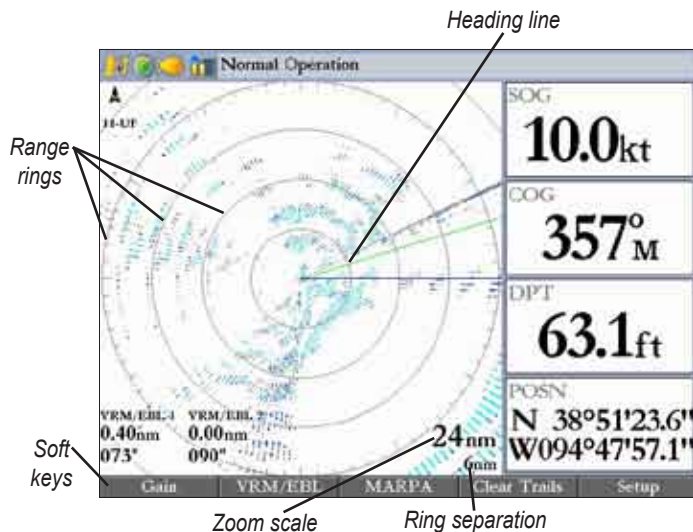 Heading line
Normal Operation
H-UP
Range
rings
SOG
10.0kt
COG
357°M
DPT
63.1ft
POSN
N 38°51'23.6"
W094°47'57.1"
VRM/EBL 1
0.40nm
073°
VRM/EBL 2
0.00nm
090°
24nm
6nm
Soft
keys
Gain
VRM/EBL
MARPA
Clear Trails
Setup
Zoom scale
Ring separation